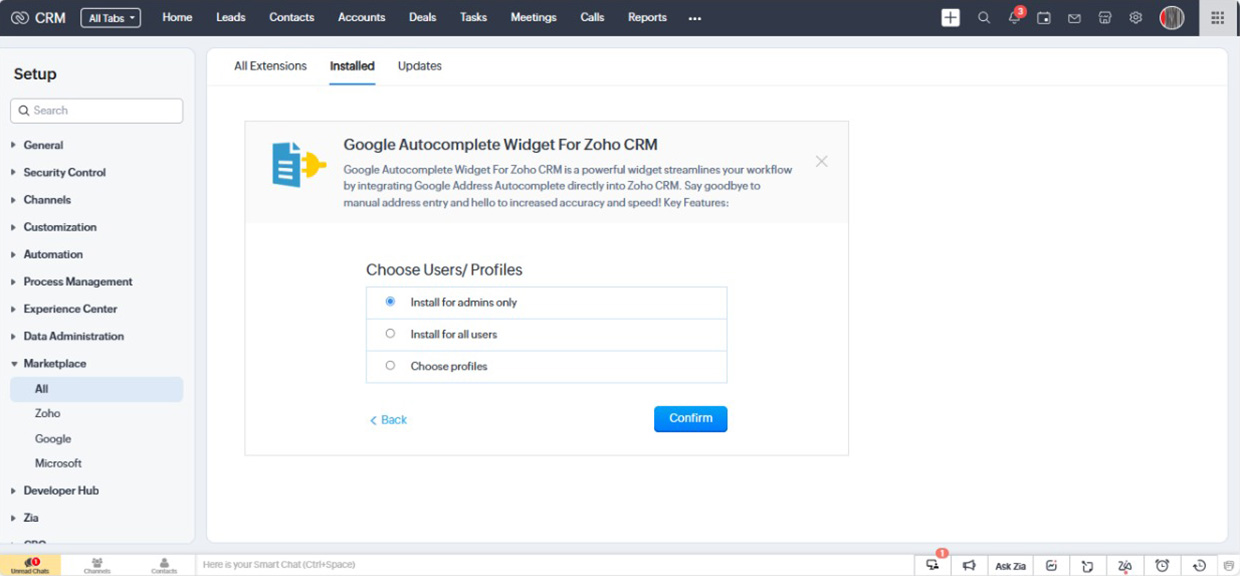 CRM
All Tabs
Home
Leads
Contacts
Accounts
Deals
Tasks
Meetings
Calls
Reports
3
Setup
Search
General
Security Control
Channels
Customization
Automation
Process Management
Experience Center
Data Administration
Marketplace
All
Zoho
Google
Microsoft
Developer Hub
Zia
All Extensions
Installed
Updates
Google Autocomplete Widget For Zoho CRM
Google Autocomplete Widget For Zoho CRM is a powerful widget streamlines your workflow
by integrating Google Address Autocomplete directly into Zoho CRM. Say goodbye to
manual address entry and hello to increased accuracy and speed! Key Features:
Choose Users/ Profiles
Install for admins only
Install for all users
Choose profiles
Back
Confirm
1
Unread Chats
Channels
Contacts
Here is your Smart Chat (Ctrl+Space)
1
Ask Zia